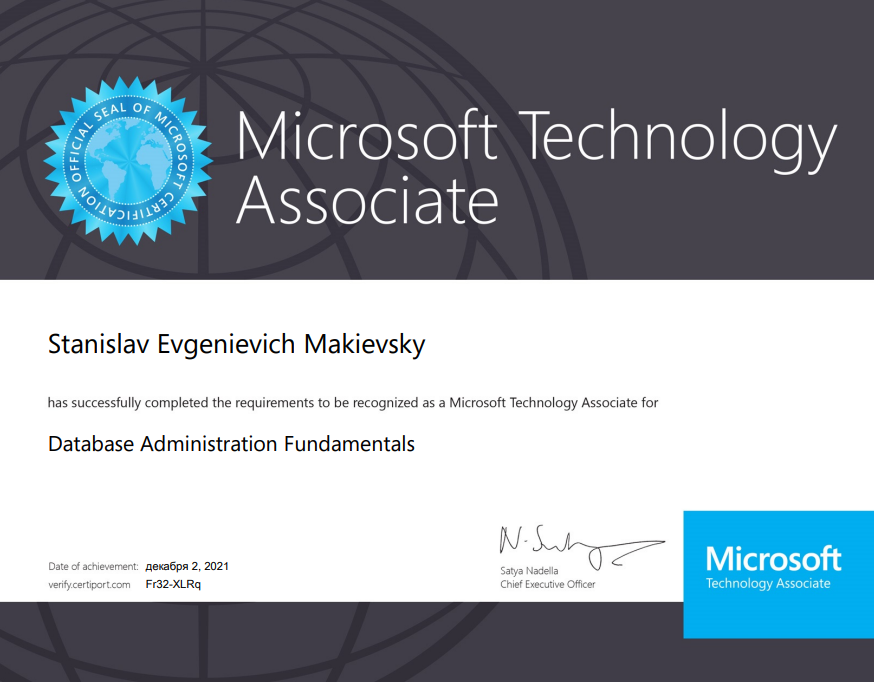 OFFICIAL SEAL OF MICROSOFT CERTIFICATION
Microsoft Technology
Associate
Stanislav Evgenievich Makievsky
has successfully completed the requirements to be recognized as a Microsoft Technology Associate for
Database Administration Fundamentals
Date of achievement: декабря 2, 2021
verify.certiport.com Fr32-XLRq
Satya Nadella
Chief Executive Officer
Microsoft
Technology Associate